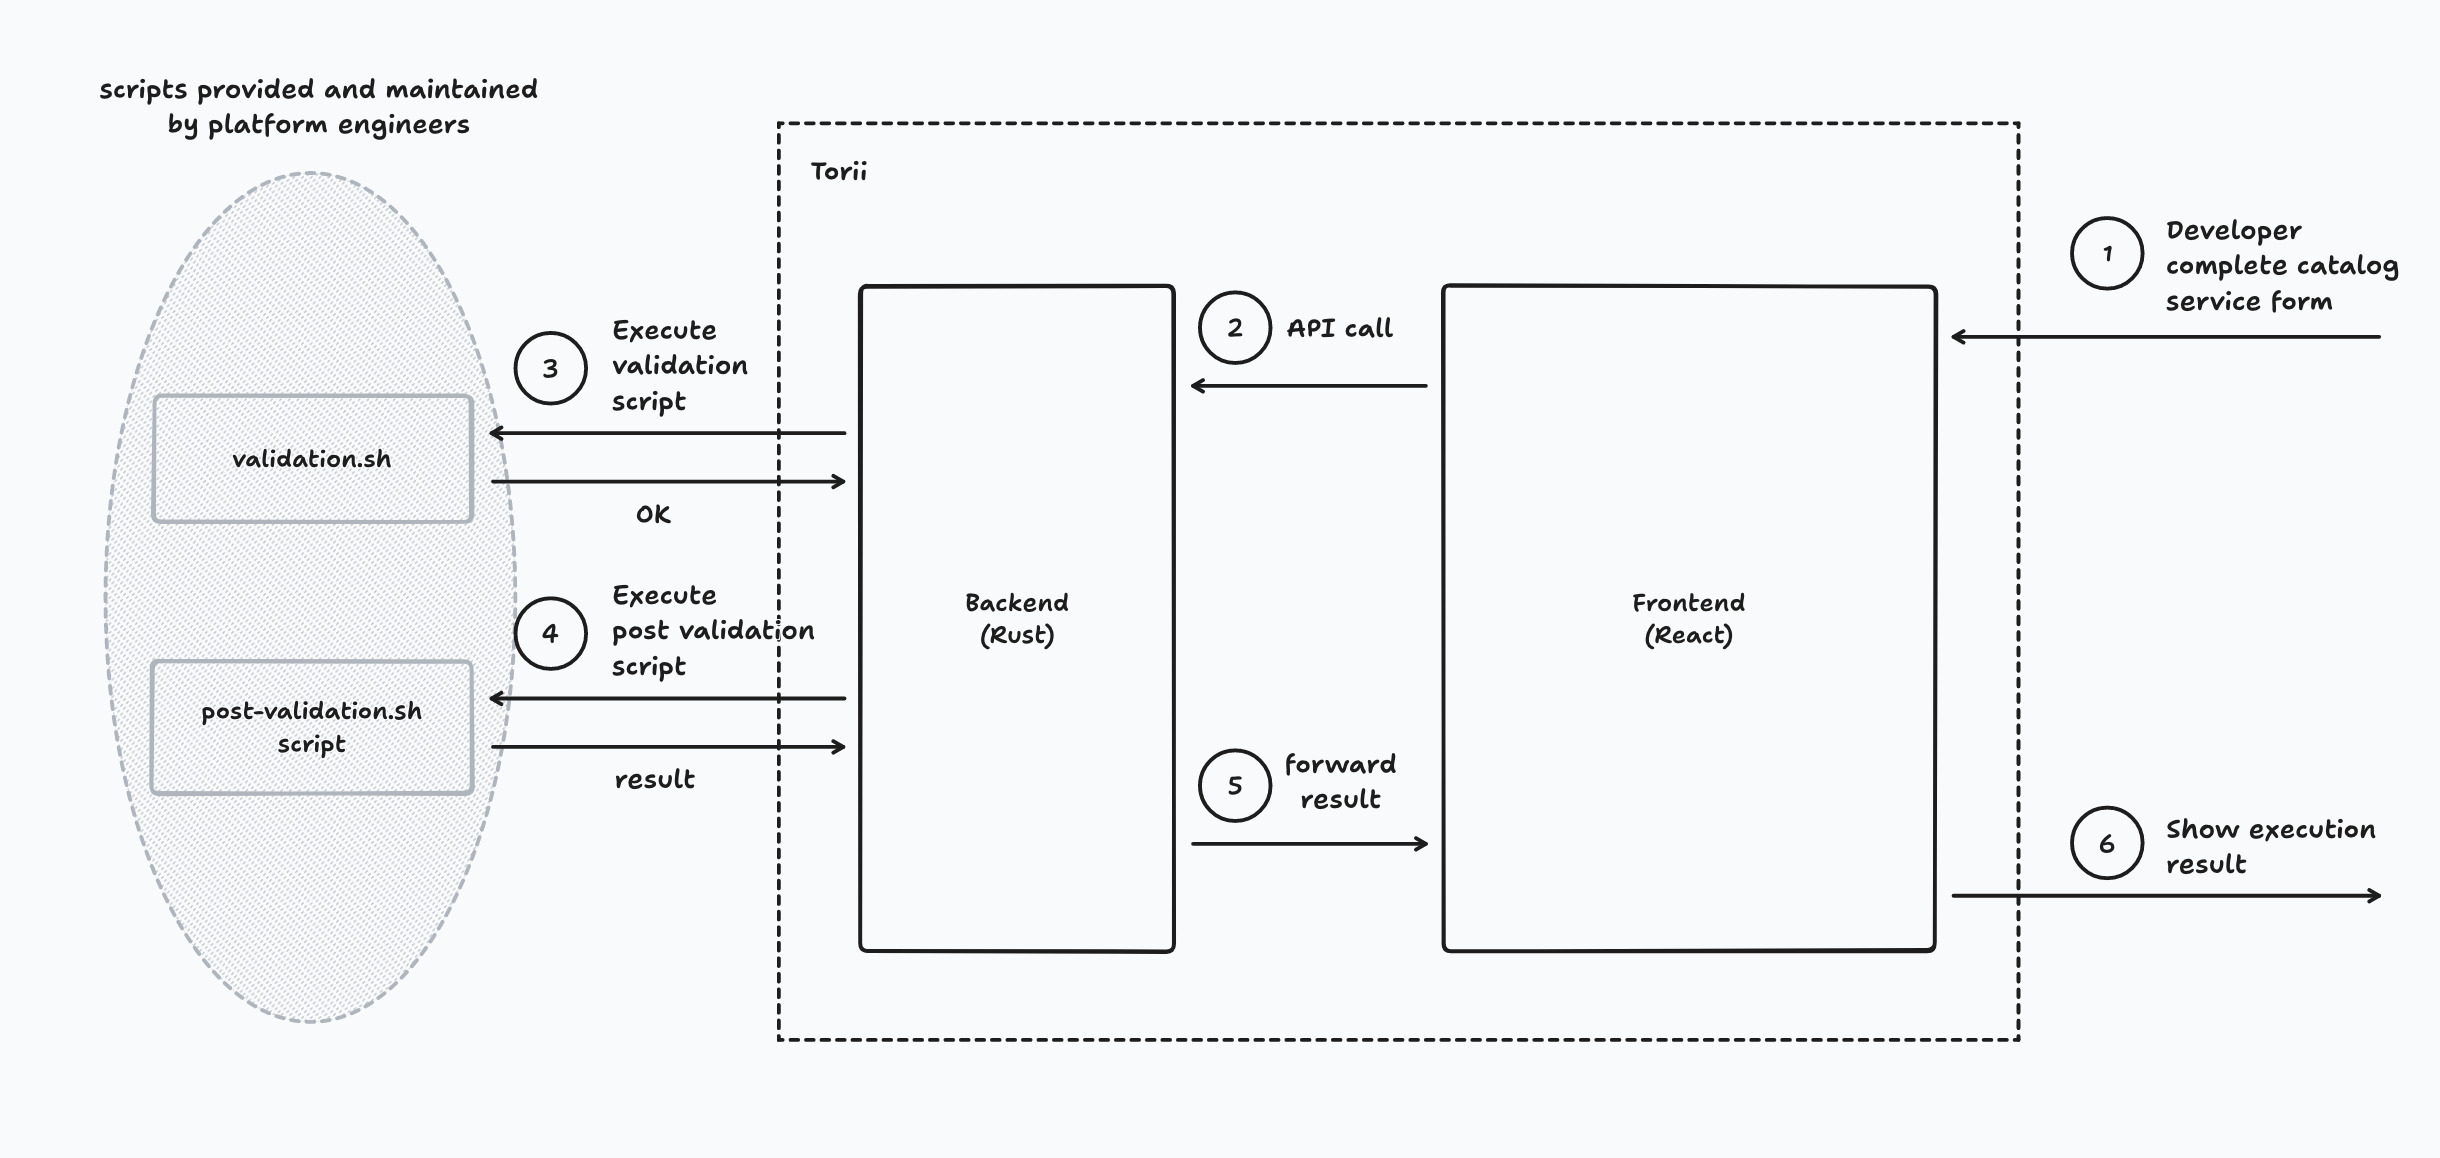 scripts provided and maintained
by platform engineers
Torii
1
Developer
complete catalog
service form
2
API call
3
Execute
validation
script
validation.sh
OK
4
Execute
post validation
script
post-validation.sh
script
result
Backend
(Rust)
Frontend
(React)
5
forward
result
6
Show execution
result